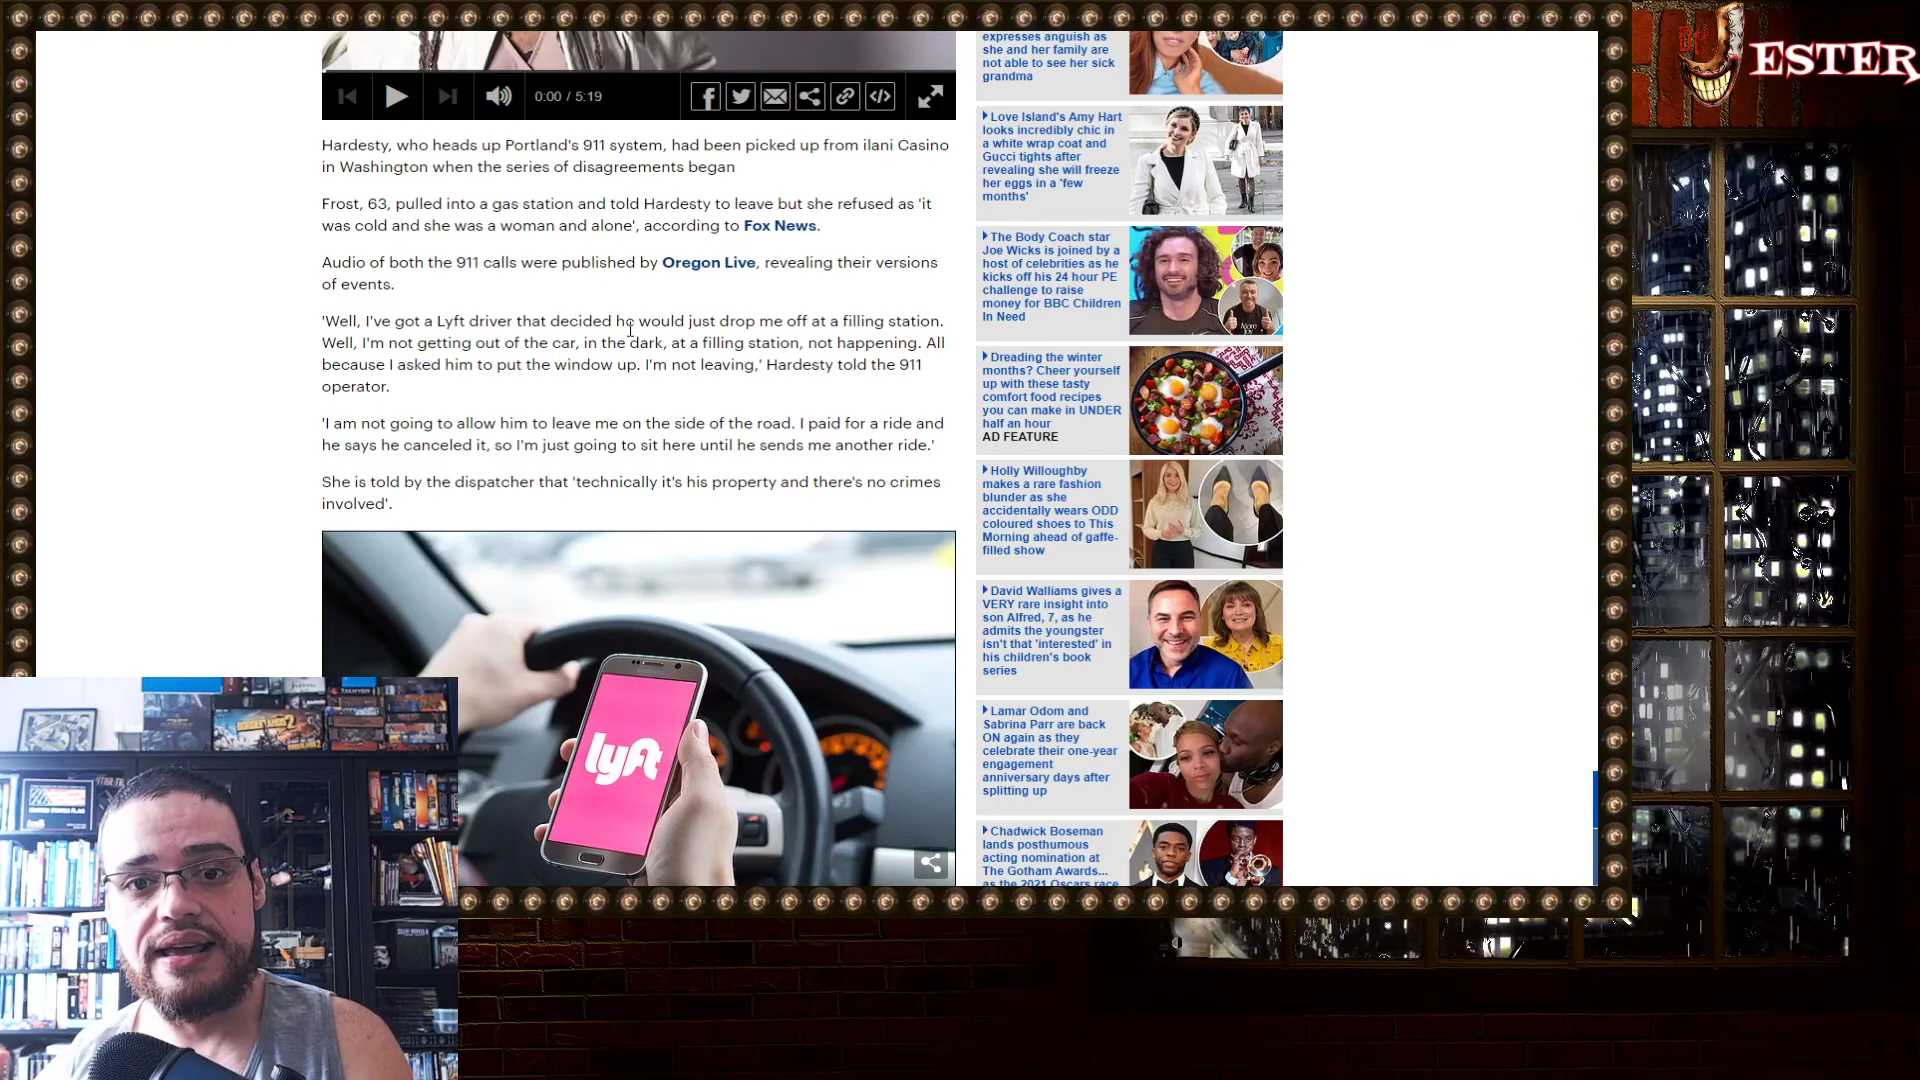 ESTER
0:00 / 5:19
Hardesty, who heads up Portland's 911 system, had been picked up from ilani Casino
in Washington when the series of disagreements began
Frost, 63, pulled into a gas station and told Hardesty to leave but she refused as 'it
was cold and she was a woman and alone', according to Fox News.
Audio of both the 911 calls were published by Oregon Live, revealing their versions
of events.
'Well, I've got a Lyft driver that decided he would just drop me off at a filling station.
Well, I'm not getting out of the car, in the dark, at a filling station, not happening. All
because I asked him to put the window up. I'm not leaving,' Hardesty told the 911
operator.
'I am not going to allow him to leave me on the side of the road. I paid for a ride and
he says he canceled it, so I'm just going to sit here until he sends me another ride.'
She is told by the dispatcher that 'technically it's his property and there's no crimes
involved'.
lyft
expresses anguish as
she and her family are
not able to see her sick
grandma
Love Island's Amy Hart
looks incredibly chic in
a white wrap coat and
Gucci tights after
revealing she will freeze
her eggs in a 'few
months'
The Body Coach star
Joe Wicks is joined by a
host of celebrities as he
kicks off his 24 hour PE
challenge to raise
money for BBC Children
In Need
Dreading the winter
months? Cheer yourself
up with these tasty
comfort food recipes
you can make in UNDER
half an hour
AD FEATURE
Holly Willoughby
makes a rare fashion
blunder as she
accidentally wears ODD
coloured shoes to This
Morning ahead of gaffe-
filled show
David Walliams gives a
VERY rare insight into
son Alfred, 7, as he
admits the youngster
isn't that 'interested' in
his children's book
series
Lamar Odom and
Sabrina Parr are back
ON again as they
celebrate their one-year
engagement
anniversary days after
splitting up
Chadwick Boseman
lands posthumous
acting nomination at
The Gotham Awards...
as the 2021 Oscars race
BORDERLANDS 2